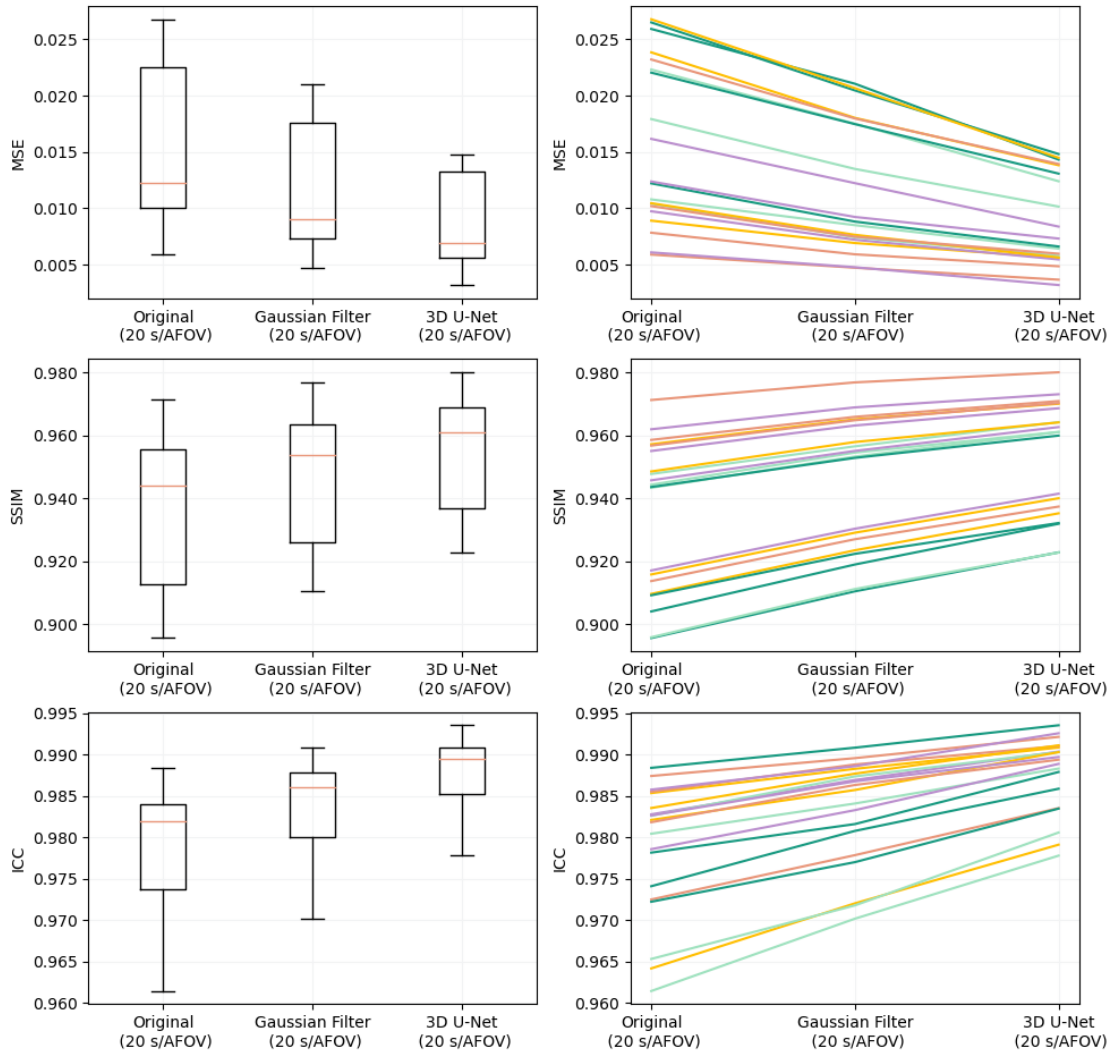 0.025
0.020
0.015
0.010
0.005
MSE
Original
(20 s/AFOV)
Gaussian Filter
(20 s/AFOV)
3D U-Net
(20 s/AFOV)
0.025
0.020
0.015
0.010
0.005
MSE
Original
(20 s/AFOV)
Gaussian Filter
(20 s/AFOV)
3D U-Net
(20 s/AFOV)
0.980
0.960
0.940
0.920
0.900
SSIM
Original
(20 s/AFOV)
Gaussian Filter
(20 s/AFOV)
3D U-Net
(20 s/AFOV)
0.980
0.960
0.940
0.920
0.900
SSIM
Original
(20 s/AFOV)
Gaussian Filter
(20 s/AFOV)
3D U-Net
(20 s/AFOV)
0.995
0.990
0.985
0.980
0.975
0.970
0.965
0.960
ICC
Original
(20 s/AFOV)
Gaussian Filter
(20 s/AFOV)
3D U-Net
(20 s/AFOV)
0.995
0.990
0.985
0.980
0.975
0.970
0.965
0.960
ICC
Original
(20 s/AFOV)
Gaussian Filter
(20 s/AFOV)
3D U-Net
(20 s/AFOV)